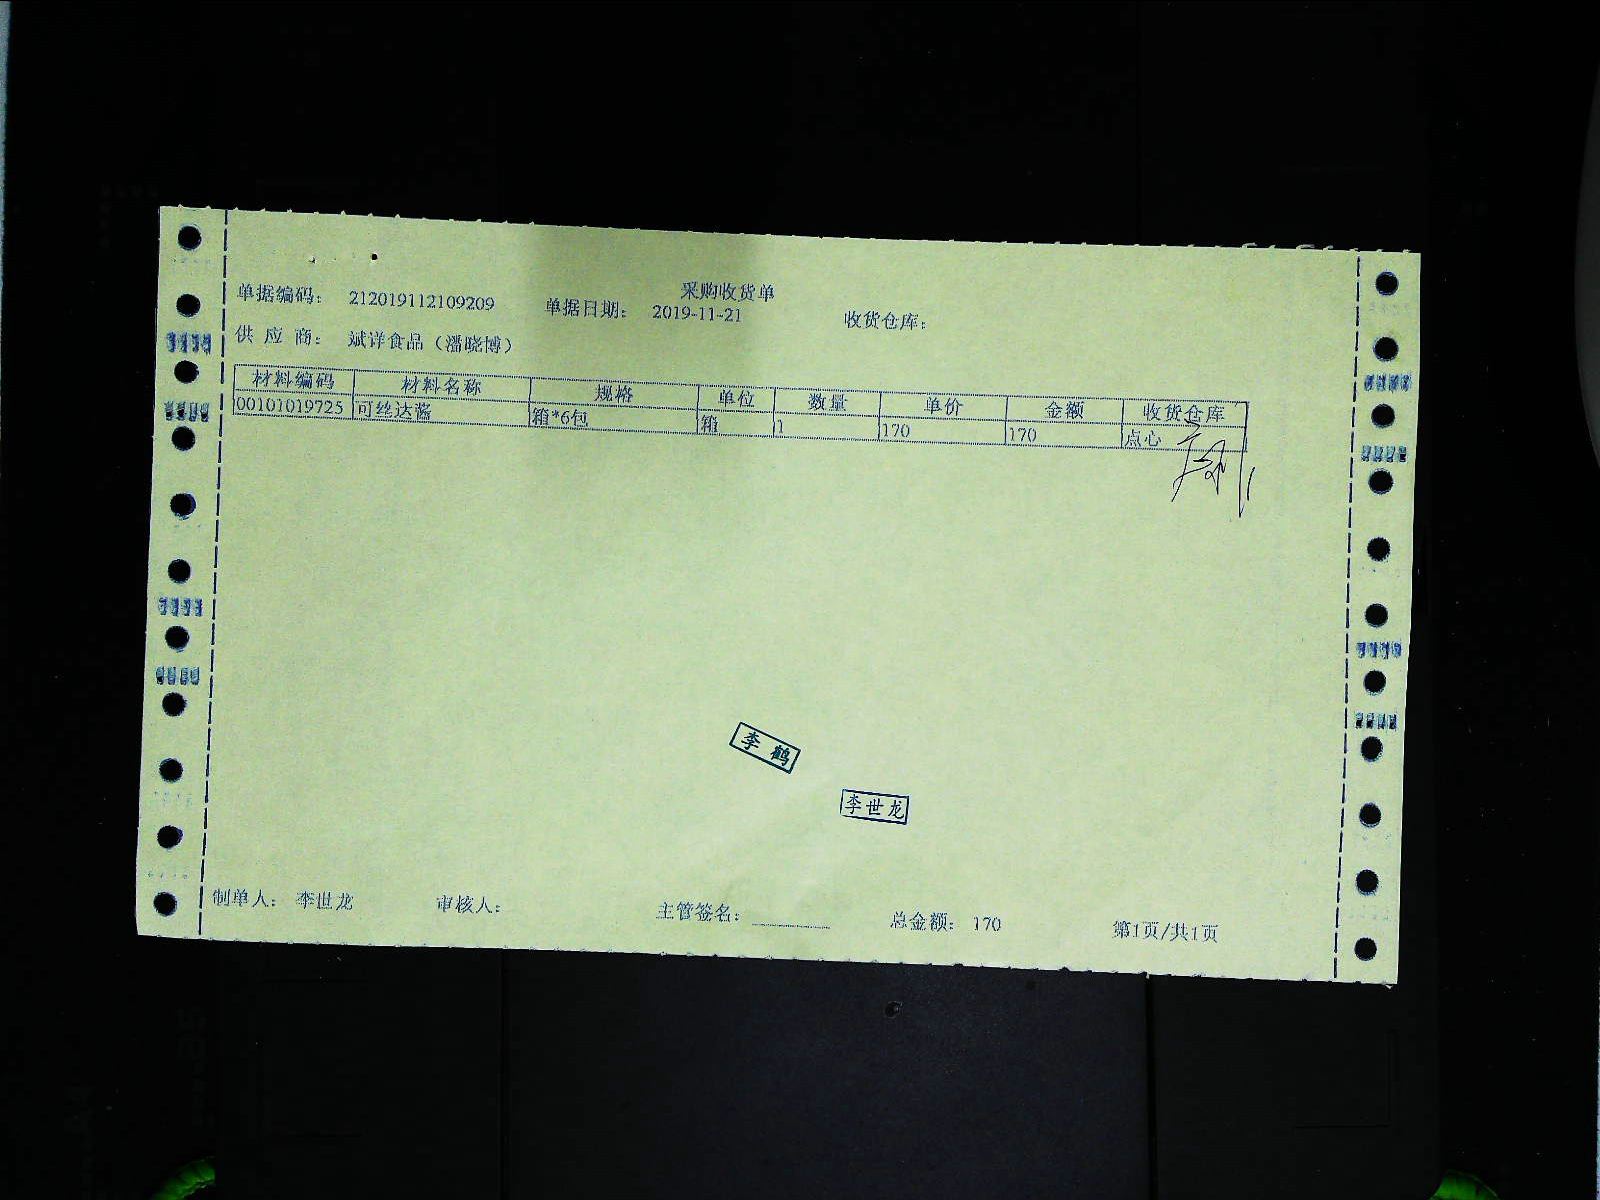 采购收货单
单据编码: 212019112109209 单据日期: 2019-11-21 收货仓库:
供 应 商: 斌详食品（潘晓博）
材料编码 材料名称 规格 单位 数量 单价 金额 收货仓库
00101019725 可丝达酱 箱*6包 箱 1 170 170 点心
李鹤
李世龙
制单人: 李世龙 审核人: 主管签名: 总金额: 170 第1页/共1页